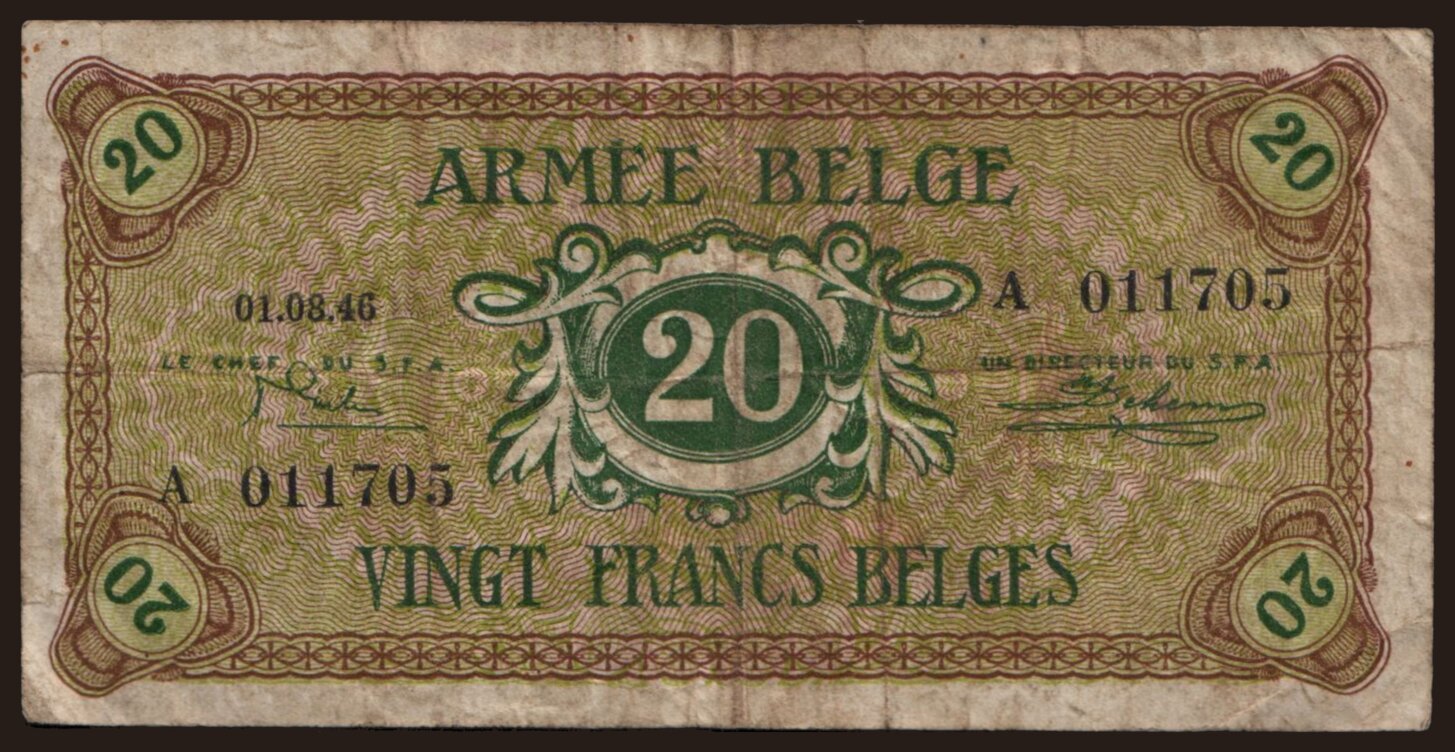 20 20
ARMÉE BELGE
01.08.46
A 011705
LE CHEF DU S.F.A.
UN DIRECTEUR DU S.F.A.
20
A 011705
VINGT FRANCS BELGES
20 20